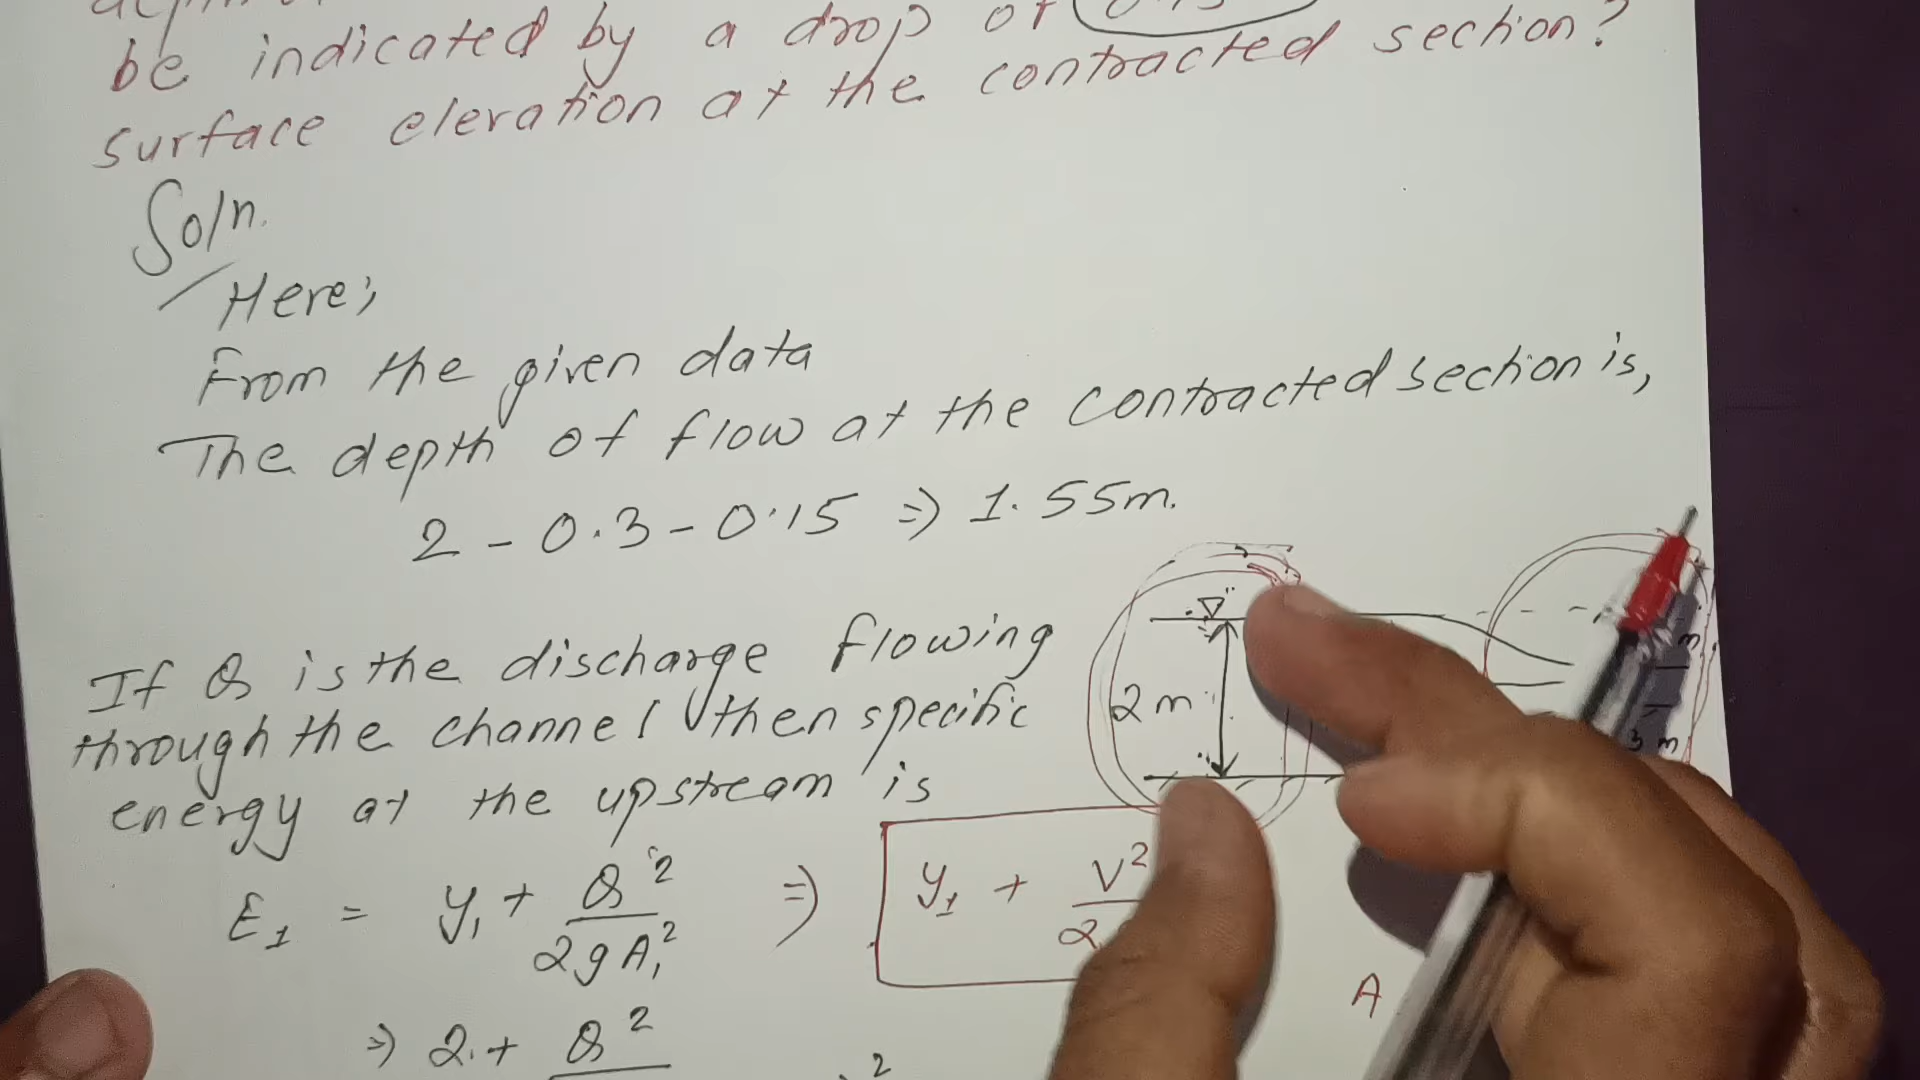 be indicated by a drop of
surface elevation at the contracted section?
Soln.
Here;
From the given data
The depth of flow at the contracted section is,
2 - 0.3 - 0.15 => 1.55m.
If Q is the discharge flowing
through the channel then specific
energy at the upstream is
2m
3 m
E1 = y1 + Q²/2gA1² => y1 + V²/2
A
=> 2 + Q²
2